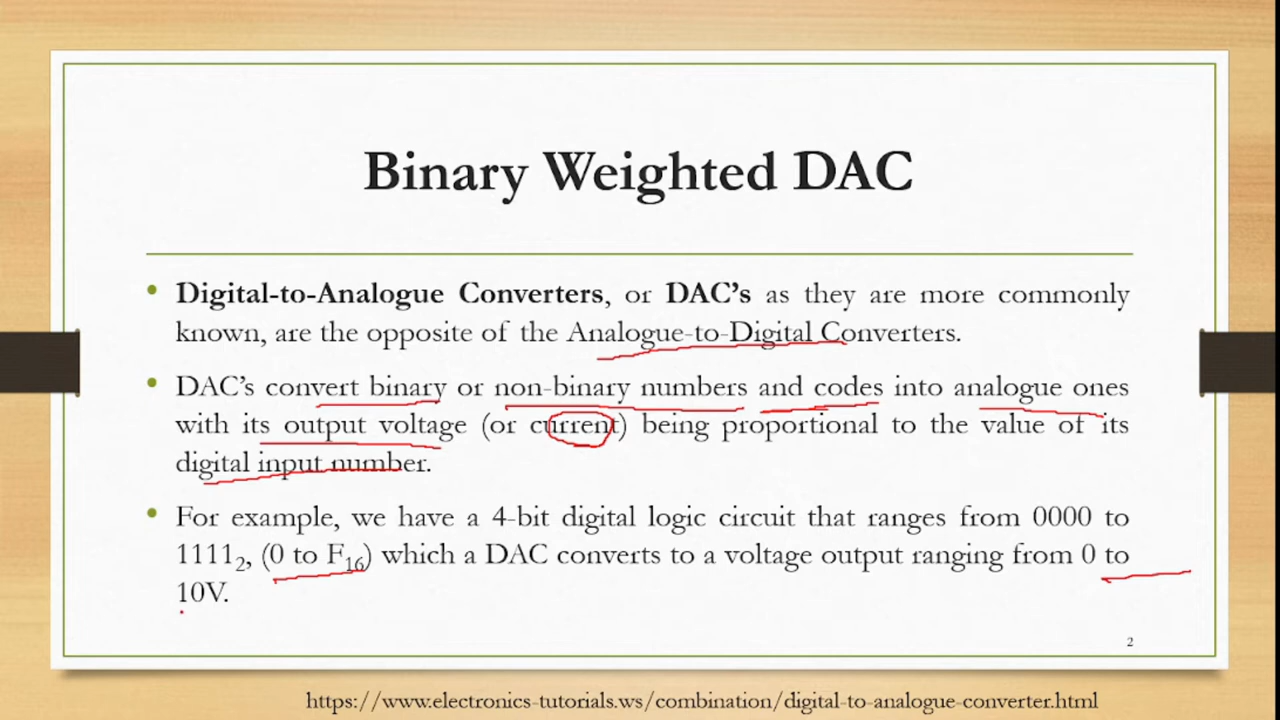 Binary Weighted DAC
• Digital-to-Analogue Converters, or DAC's as they are more commonly
known, are the opposite of the Analogue-to-Digital Converters.
• DAC's convert binary or non-binary numbers and codes into analogue ones
with its output voltage (or current) being proportional to the value of its
digital input number.
• For example, we have a 4-bit digital logic circuit that ranges from 0000 to
1111₂, (0 to F₁₆) which a DAC converts to a voltage output ranging from 0 to
10V.
2
https://www.electronics-tutorials.ws/combination/digital-to-analogue-converter.html